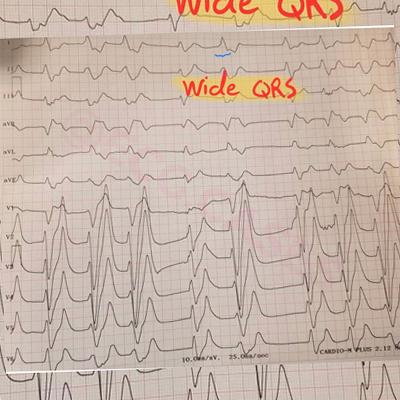 Wide QRS
I
II
III
Wide QRS
aVR
aVL
aVF
V1
V2
V3
V4
V5
V6
10.0mm/mV. 25.0mm/sec
CARDIO-M PLUS 2.12